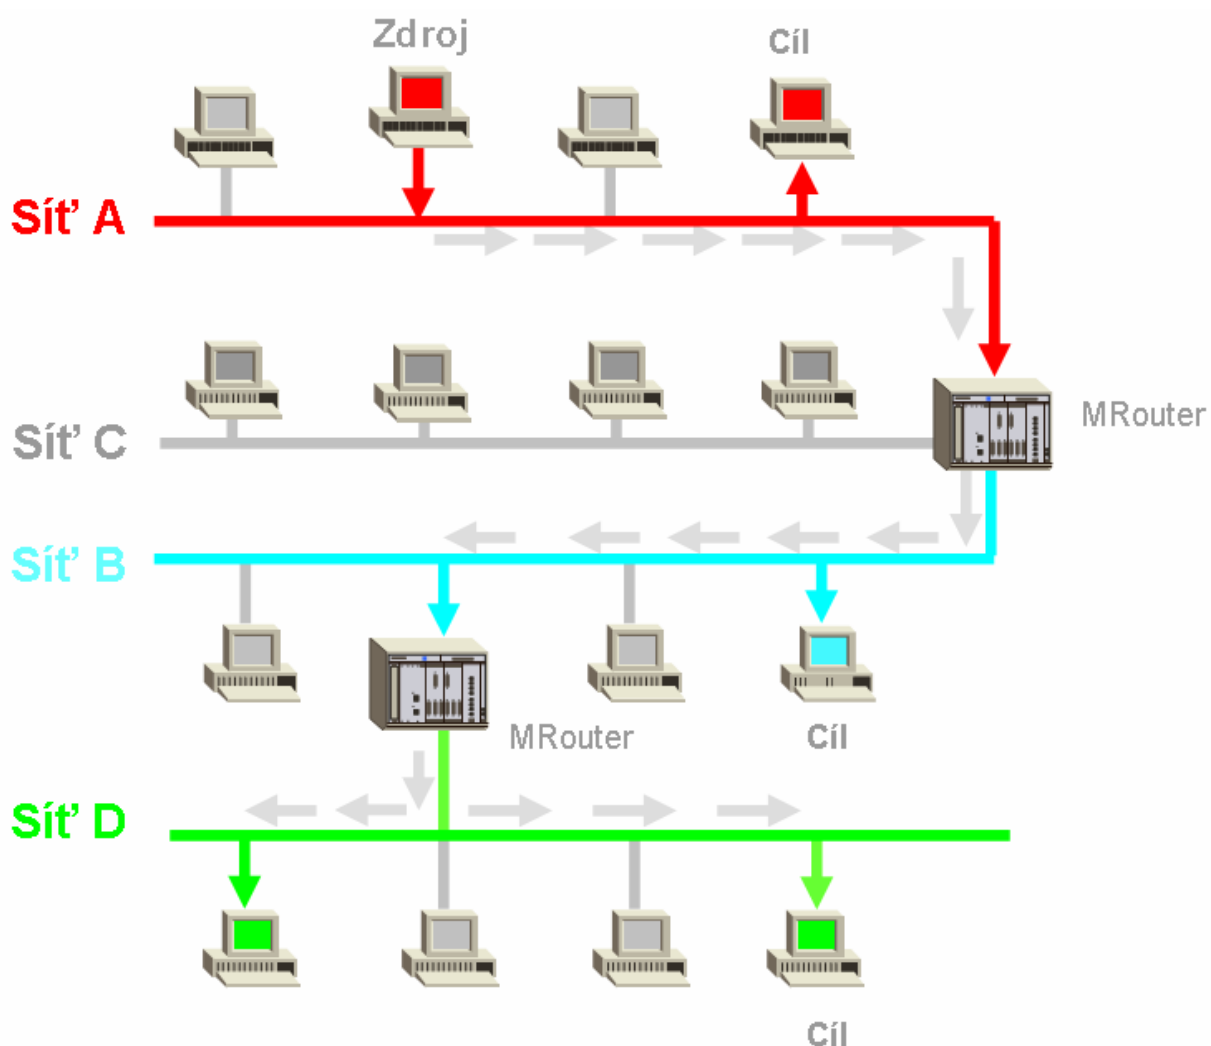 Zdroj
Cíl
Síť A
MRouter
Síť C
Síť B
MRouter
Cíl
Síť D
Cíl